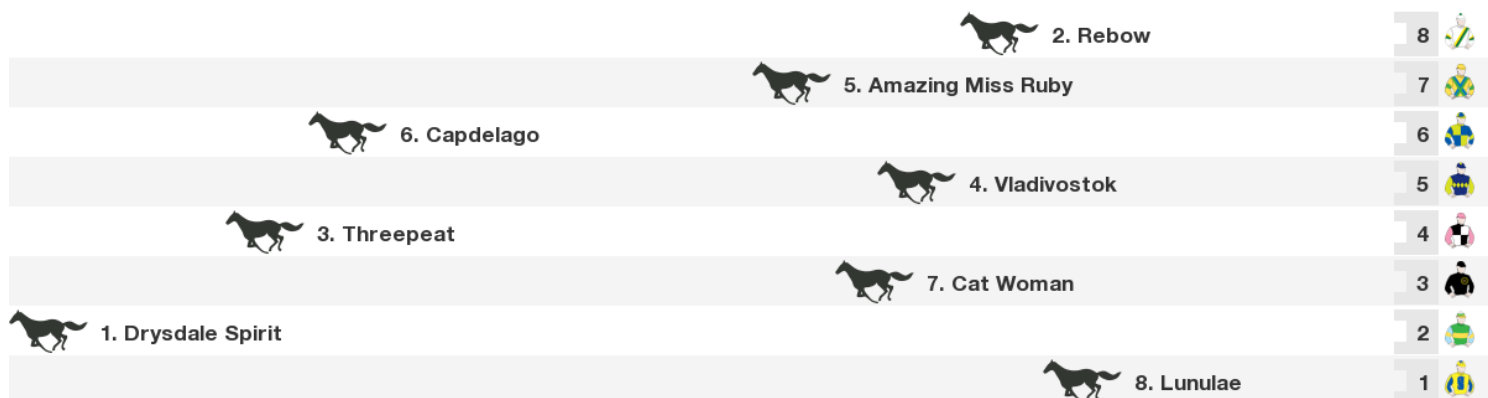 2. Rebow 8
5. Amazing Miss Ruby 7
6. Capdelago 6
4. Vladivostok 5
3. Threepeat 4
7. Cat Woman 3
1. Drysdale Spirit 2
8. Lunulae 1